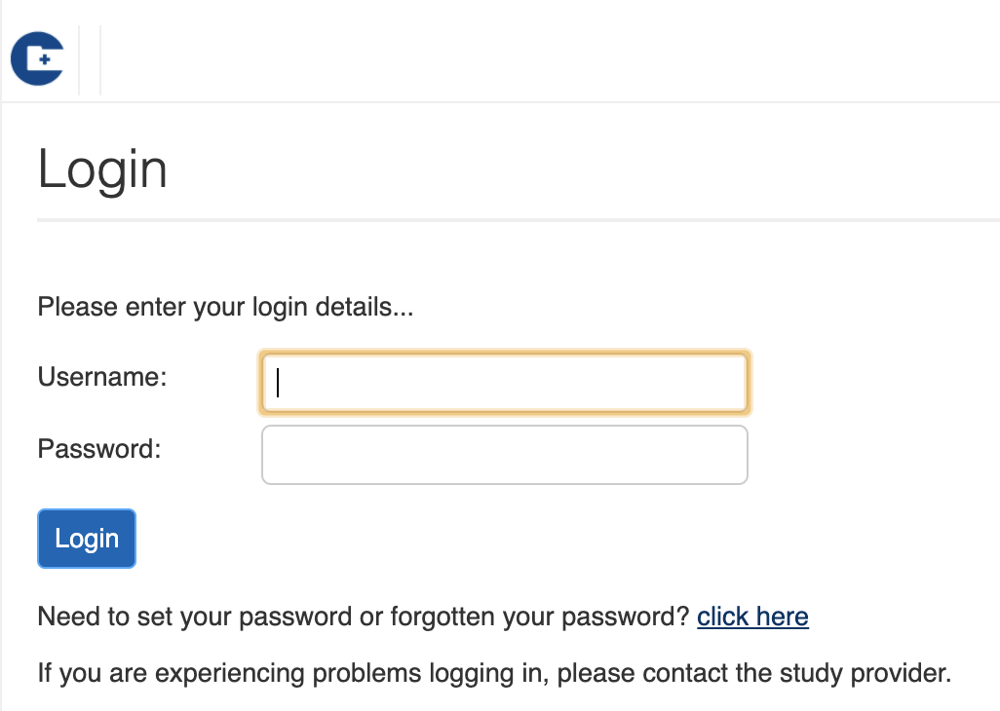 Login
Please enter your login details...
Username:
Password:
Login
Need to set your password or forgotten your password? click here
If you are experiencing problems logging in, please contact the study provider.